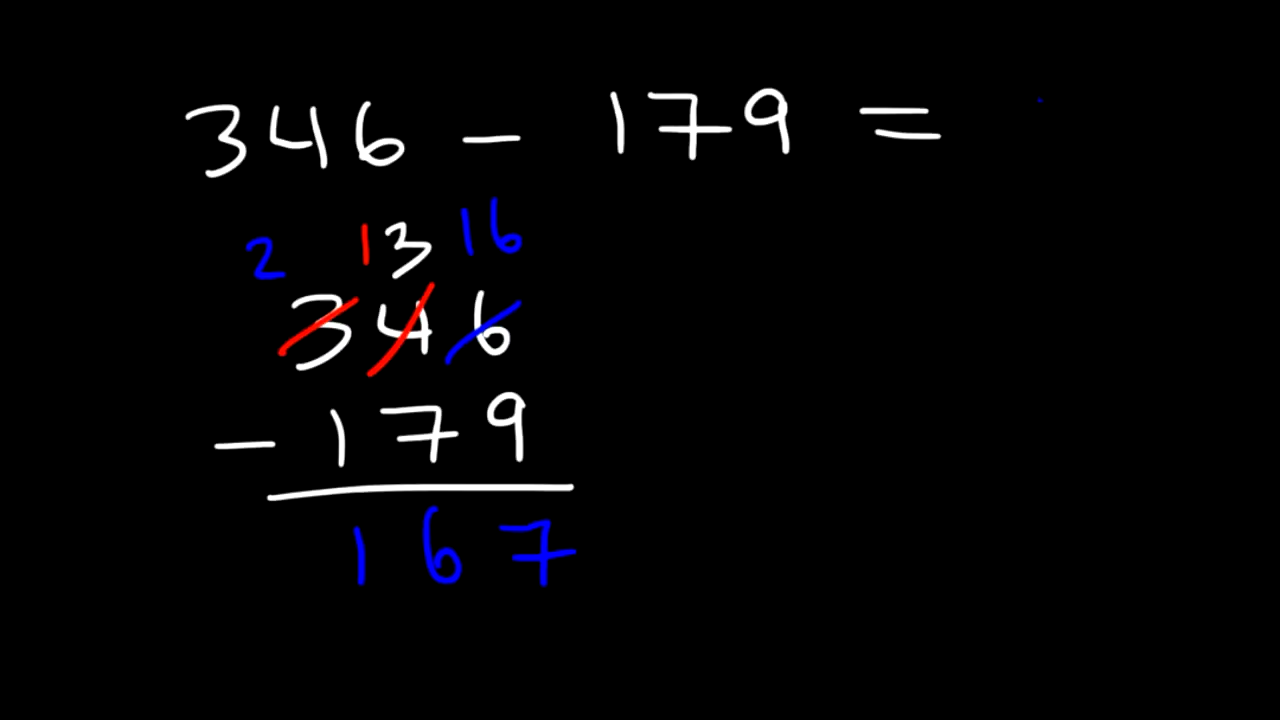 346 - 179 =
2 13 16
346
- 179
167